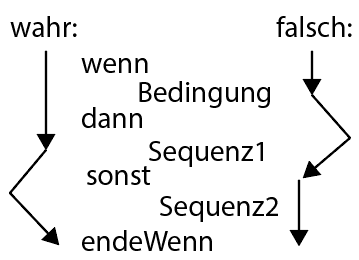 wahr: falsch:
wenn
Bedingung
dann
Sequenz1
sonst
Sequenz2
endeWenn